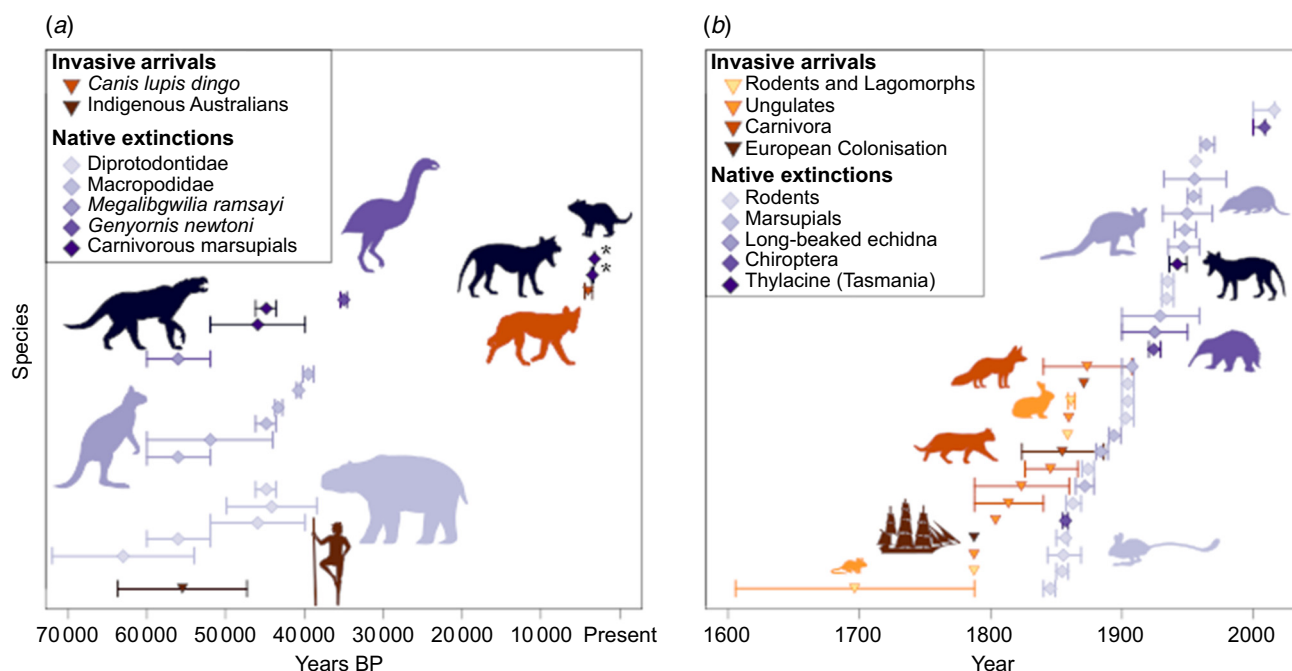 (a)
Invasive arrivals
Canis lupis dingo
Indigenous Australians
Native extinctions
Diprotodontidae
Macropodidae
Megalibgwilia ramsayi
Genyornis newtoni
Carnivorous marsupials
*
*
Species
70 000 60 000 50 000 40 000 30 000 20 000 10 000 Present
Years BP
(b)
Invasive arrivals
Rodents and Lagomorphs
Ungulates
Carnivora
European Colonisation
Native extinctions
Rodents
Marsupials
Long-beaked echidna
Chiroptera
Thylacine (Tasmania)
1600 1700 1800 1900 2000
Year